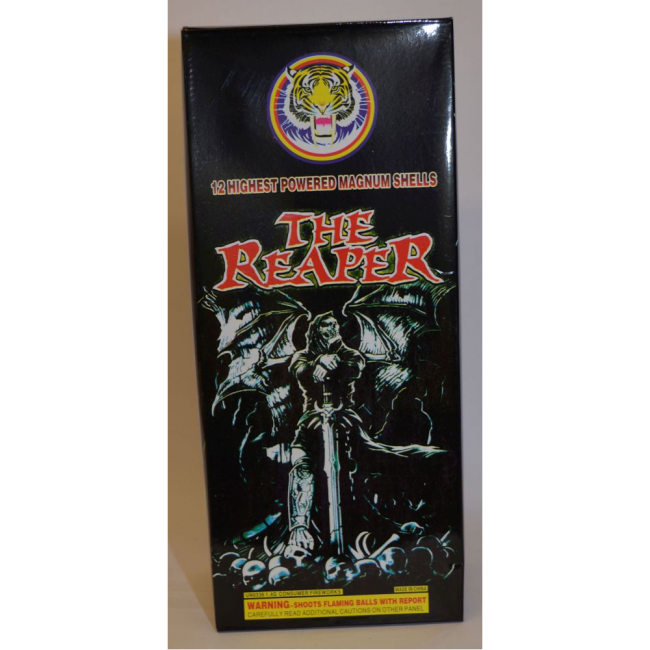 12 HIGHEST POWERED MAGNUM SHELLS
THE
REAPER
UN0336 1.4G CONSUMER FIREWORKS
MADE IN CHINA
WARNING: SHOOTS FLAMING BALLS WITH REPORT
CAREFULLY READ ADDITIONAL CAUTIONS ON OTHER PANEL